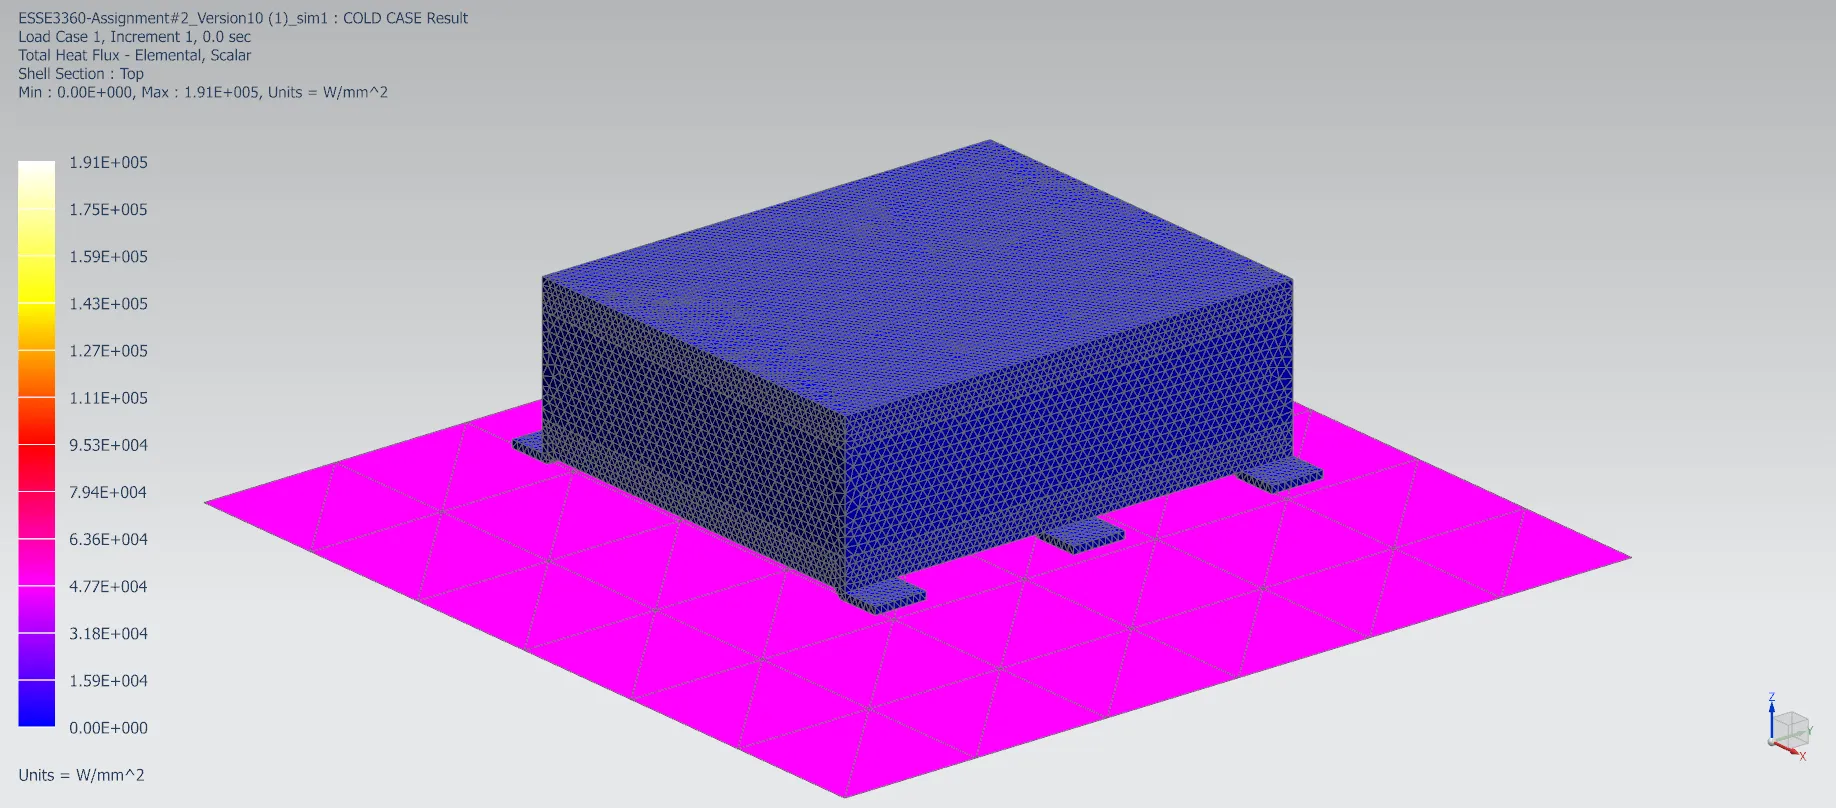 ESSE3360-Assignment#2_Version10 (1)_sim1 : COLD CASE Result
Load Case 1, Increment 1, 0.0 sec
Total Heat Flux - Elemental, Scalar
Shell Section : Top
Min : 0.00E+000, Max : 1.91E+005, Units = W/mm^2
1.91E+005
1.75E+005
1.59E+005
1.43E+005
1.27E+005
1.11E+005
9.53E+004
7.94E+004
6.36E+004
4.77E+004
3.18E+004
1.59E+004
0.00E+000
Units = W/mm^2
Z
Y
X